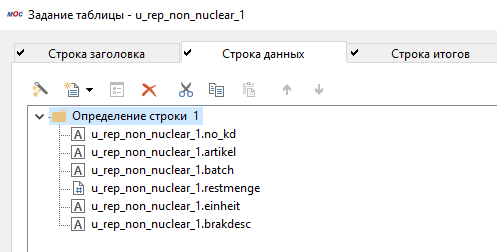 мос Задание таблицы - u_rep_non_nuclear_1
Строка заголовка Строка данных Строка итогов
Определение строки 1
A u_rep_non_nuclear_1.no_kd
A u_rep_non_nuclear_1.artikel
A u_rep_non_nuclear_1.batch
# u_rep_non_nuclear_1.restmenge
A u_rep_non_nuclear_1.einheit
A u_rep_non_nuclear_1.brakdesc